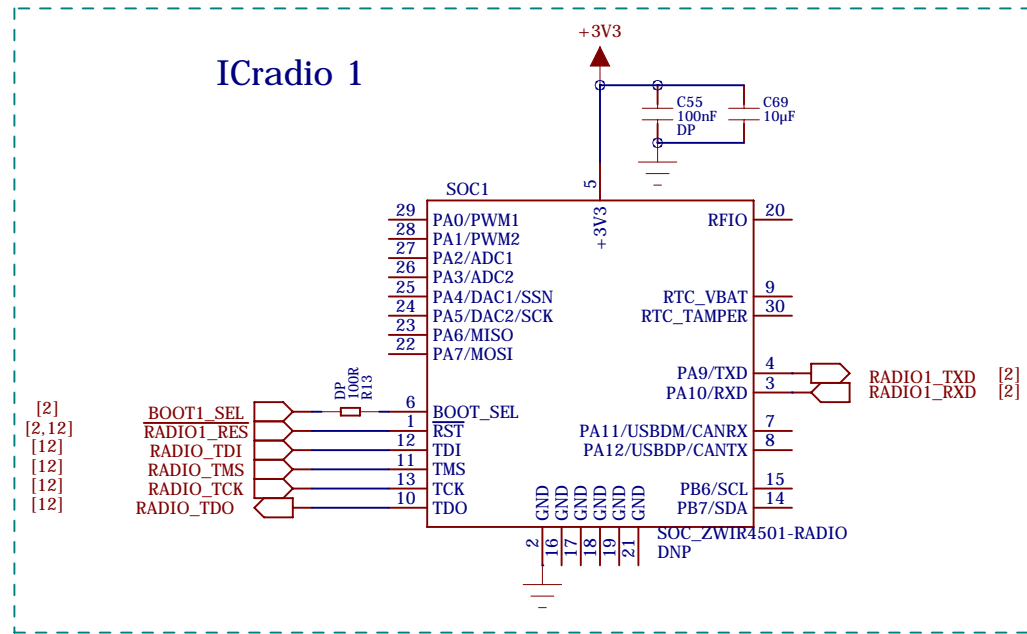 +3V3
ICradio 1
C55
100nF
DP
C69
10µF
5
SOC1
+3V3
29 PA0/PWM1
28 PA1/PWM2
27 PA2/ADC1
26 PA3/ADC2
25 PA4/DAC1/SSN
24 PA5/DAC2/SCK
23 PA6/MISO
22 PA7/MOSI
RFIO 20
RTC_VBAT 9
RTC_TAMPER 30
PA9/TXD 4 RADIO1_TXD [2]
PA10/RXD 3 RADIO1_RXD [2]
DP
100R
R13
[2] BOOT1_SEL 6 BOOT_SEL
[2,12] RADIO1_RES 1 RST
[12] RADIO_TDI 12 TDI
[12] RADIO_TMS 11 TMS
[12] RADIO_TCK 13 TCK
[12] RADIO_TDO 10 TDO
PA11/USBDM/CANRX 7
PA12/USBDP/CANTX 8
PB6/SCL 15
PB7/SDA 14
GND GND GND GND GND GND
2 16 17 18 19 21
SOC_ZWIR4501-RADIO
DNP